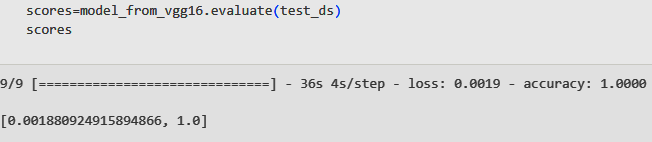 scores=model_from_vgg16.evaluate(test_ds)
scores
9/9 [==============================] - 36s 4s/step - loss: 0.0019 - accuracy: 1.0000
[0.001880924915894866, 1.0]